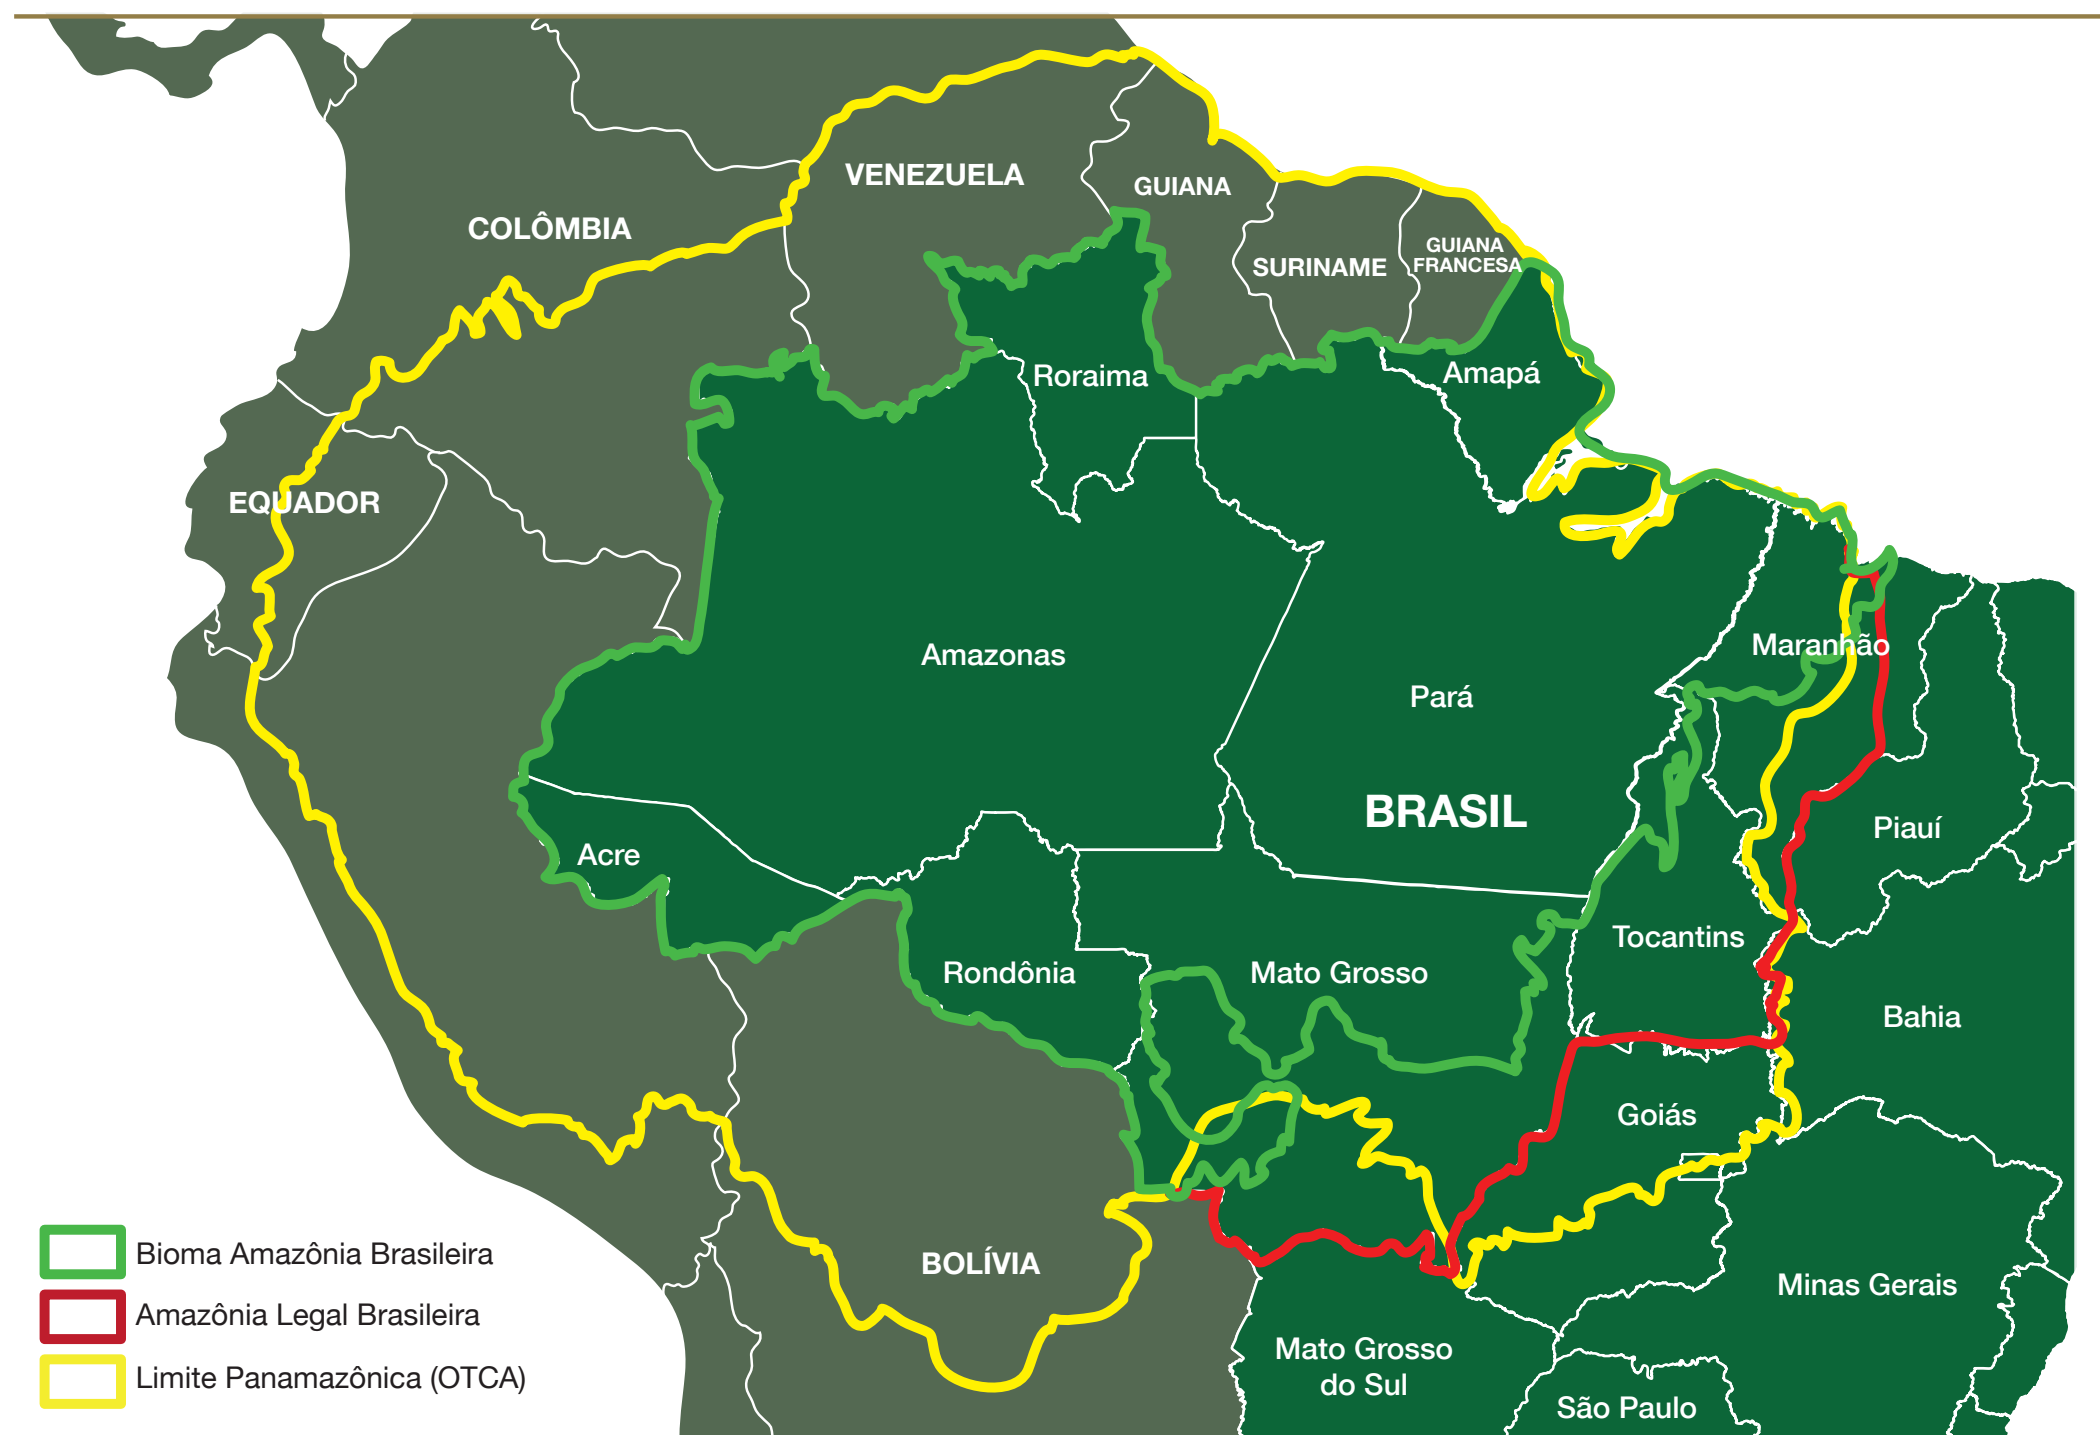 VENEZUELA
GUIANA
COLÔMBIA
GUIANA
FRANCESA
SURINAME
Roraima
Amapá
EQUADOR
Maranhão
Amazonas
Pará
BRASIL
Piauí
Acre
Tocantins
Rondônia
Mato Grosso
Bahia
Goiás
Bioma Amazônia Brasileira
BOLÍVIA
Minas Gerais
Amazônia Legal Brasileira
Mato Grosso
do Sul
Limite Panamazônica (OTCA)
São Paulo